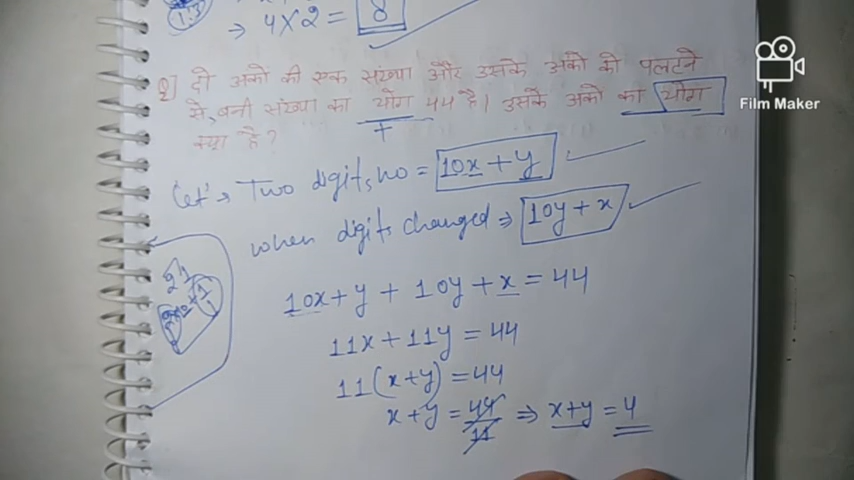 → 4×2 = 8
Q] दो अंको की एक संख्या और उसके अंको को पलटने
से बनी संख्या का योग 44 है। उसके अंको का योग
क्या है?
+
Let's Two digits no = 10x + y
when digits changed ⇒ 10y + x
10x + y + 10y + x = 44
11x + 11y = 44
11(x+y) = 44
x + y = 44/11 ⇒ x+y = 4
21
Film Maker